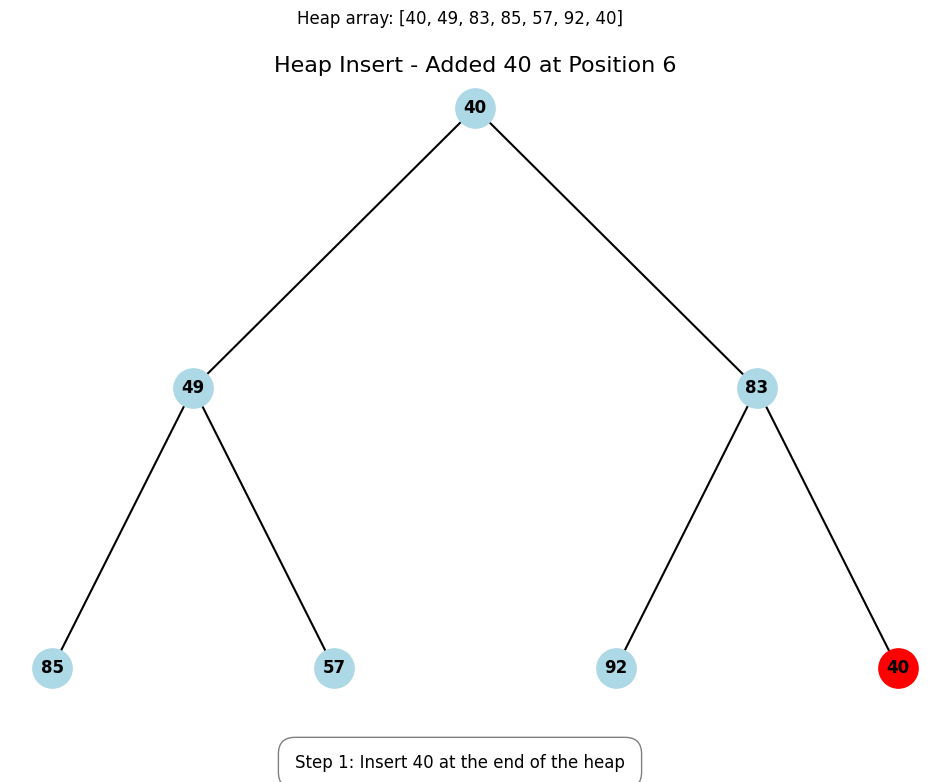 Heap array: [40, 49, 83, 85, 57, 92, 40]
Heap Insert - Added 40 at Position 6
40
49 83
85 57 92 40
Step 1: Insert 40 at the end of the heap